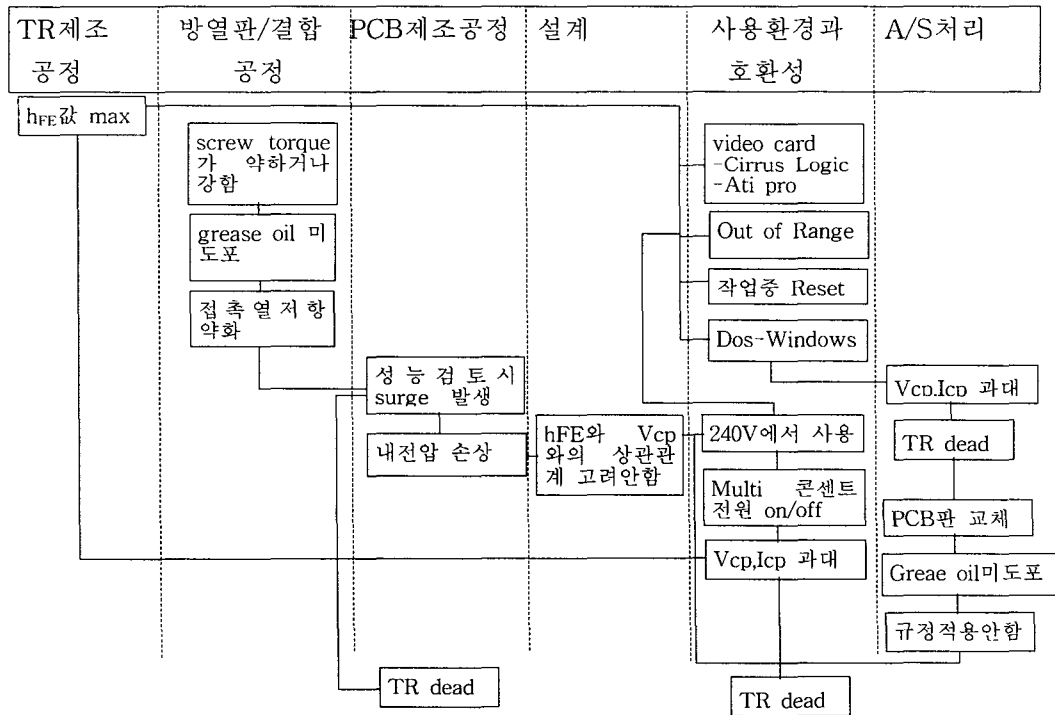 TR제조 공정
방열판/결합 공정
PCB제조공정
설계
사용환경과 호환성
A/S처리
hFE값 max
screw torque
가 약하거나
강함
grease oil 미
도포
접촉열저항
약화
성능검토시
surge 발생
내전압 손상
TR dead
hFE와 Vcp
와의 상관관
계 고려안함
video card
-Cirrus Logic
-Ati pro
Out of Range
작업중 Reset
Dos-Windows
240V에서 사용
Multi 콘센트
전원 on/off
Vcp,Icp 과대
TR dead
Vcp.Icp 과대
TR dead
PCB판 교체
Greae oil미도포
규정적용안함